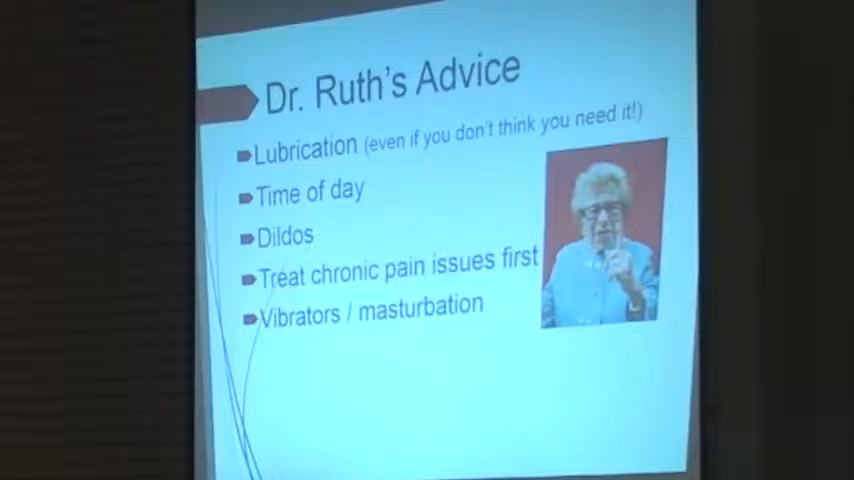 Dr. Ruth's Advice
Lubrication (even if you don't think you need it!)
Time of day
Dildos
Treat chronic pain issues first
Vibrators / masturbation